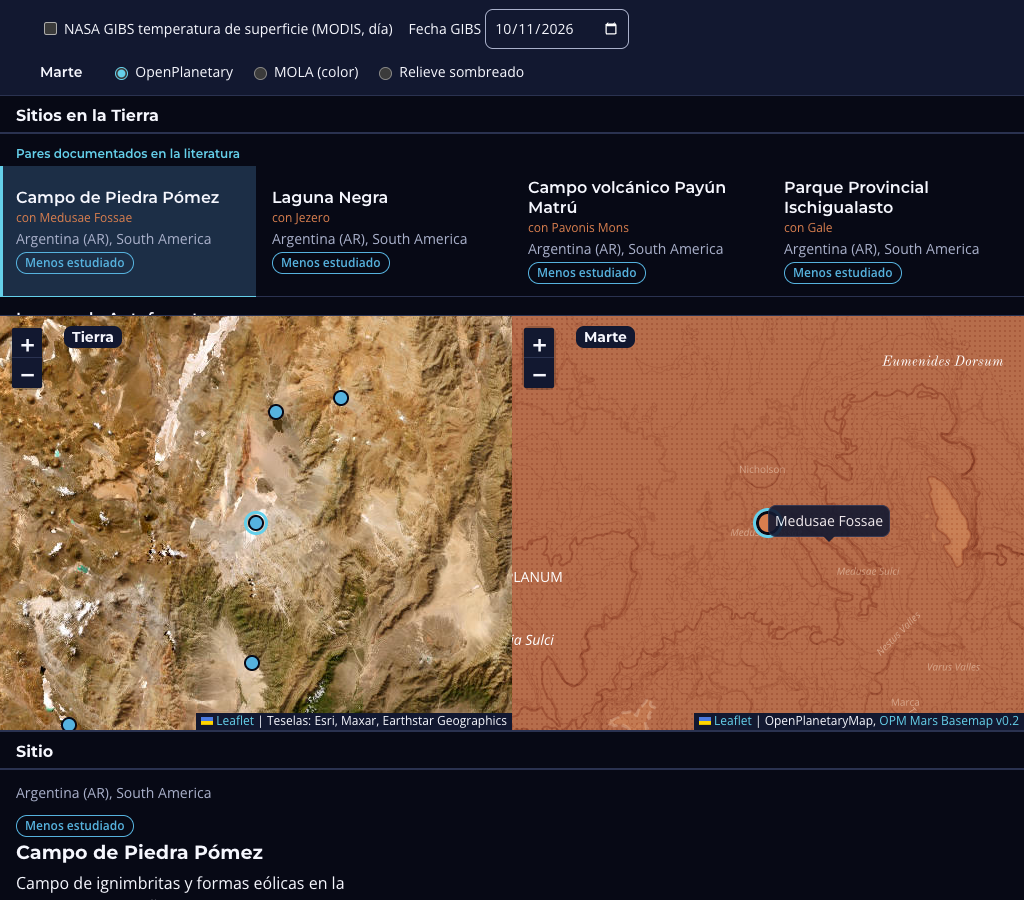 NASA GIBS temperatura de superficie (MODIS, día) Fecha GIBS 10/11/2026
Marte OpenPlanetary MOLA (color) Relieve sombreado
Sitios en la Tierra
Pares documentados en la literatura
Campo de Piedra Pómez
con Medusae Fossae
Argentina (AR), South America
Menos estudiado
Laguna Negra
con Jezero
Argentina (AR), South America
Menos estudiado
Campo volcánico Payún
Matrú
con Pavonis Mons
Argentina (AR), South America
Menos estudiado
Parque Provincial
Ischigualasto
con Gale
Argentina (AR), South America
Menos estudiado
+
−
Tierra
Leaflet | Teselas: Esri, Maxar, Earthstar Geographics
+
−
Marte
Eumenides Dorsum
Nicholson
Medusae Fossae
Medusae Sulci
PLANUM
ia Sulci
Nestus Valles
Varus Valles
Marca
Leaflet | OpenPlanetaryMap, OPM Mars Basemap v0.2
Sitio
Argentina (AR), South America
Menos estudiado
Campo de Piedra Pómez
Campo de ignimbritas y formas eólicas en la